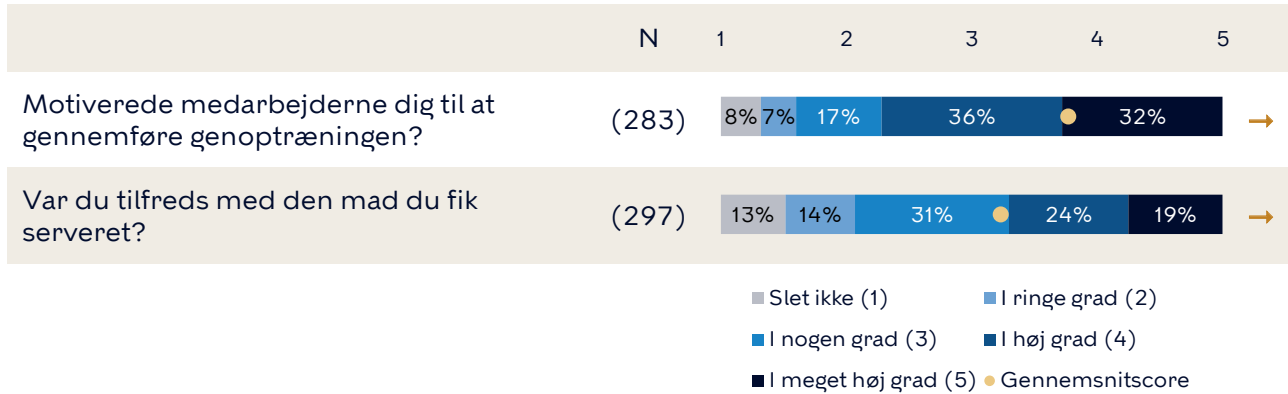 N 1 2 3 4 5
Motiverede medarbejderne dig til at
gennemføre genoptræningen?
(283) 8% 7% 17% 36% 32% →
Var du tilfreds med den mad du fik
serveret?
(297) 13% 14% 31% 24% 19% →
Slet ikke (1) I ringe grad (2)
I nogen grad (3) I høj grad (4)
I meget høj grad (5) Gennemsnitscore